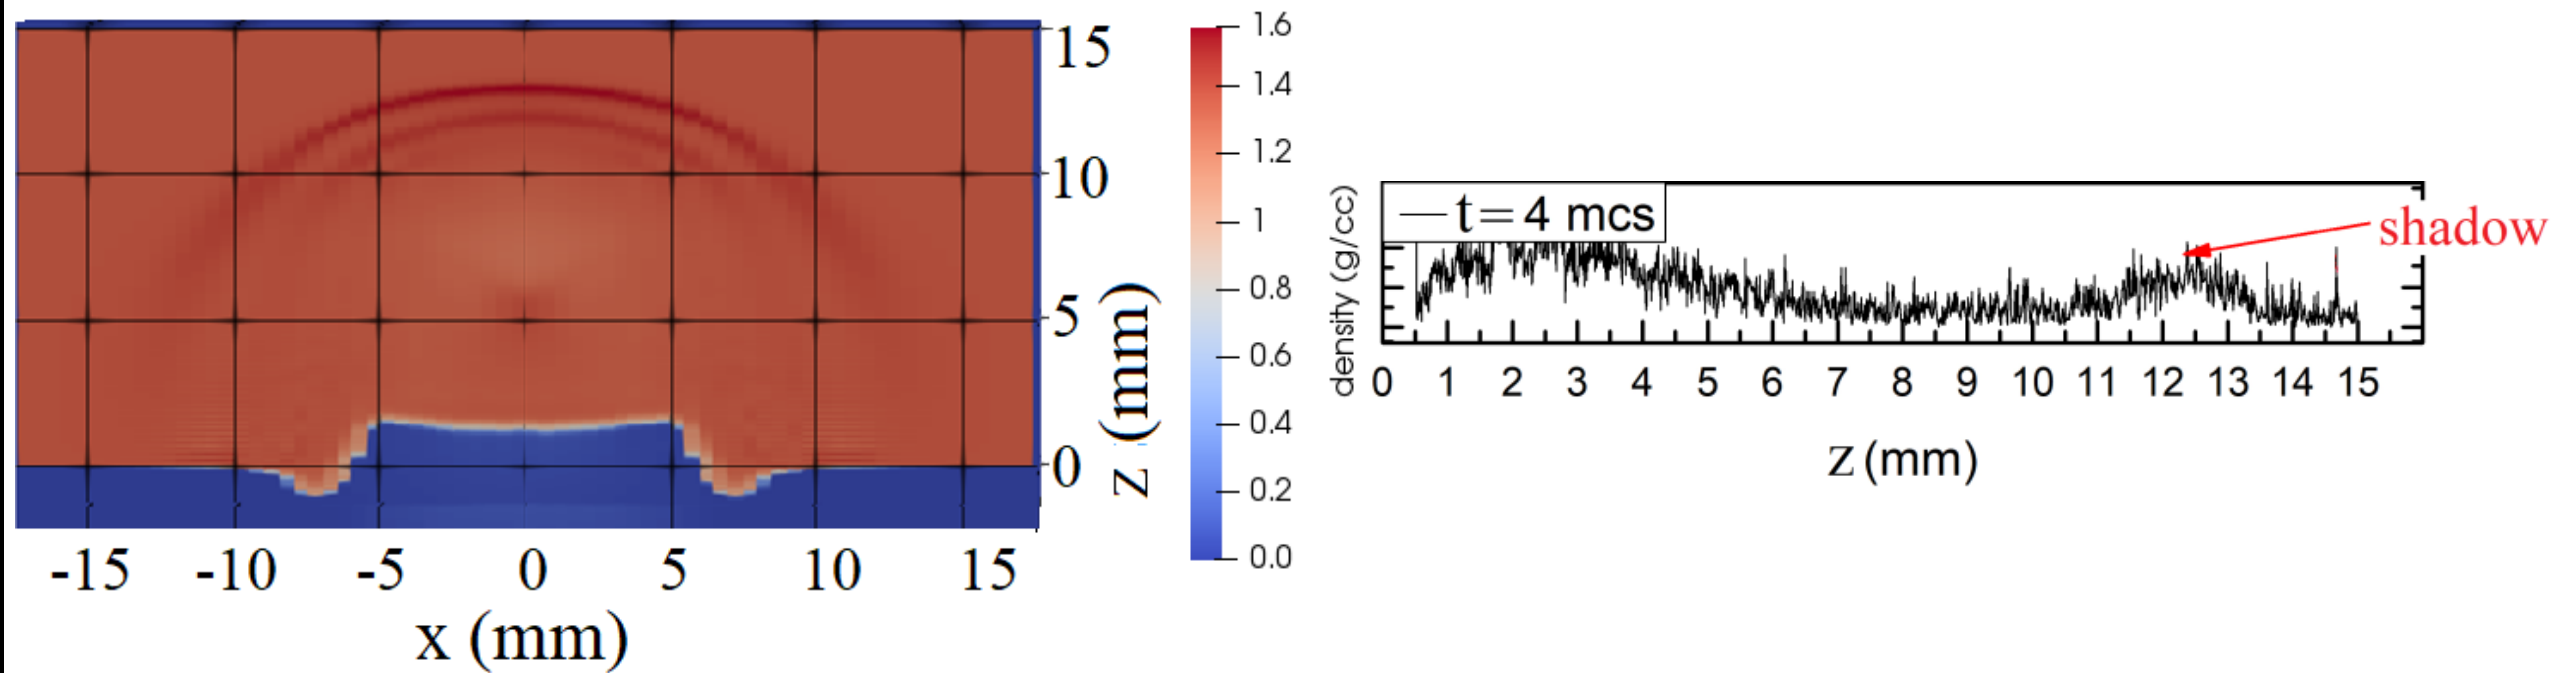 15
10
5
0
z (mm)
-15 -10 -5 0 5 10 15
x (mm)
1.6
1.4
1.2
1
0.8
0.6
0.4
0.2
0.0
density (g/cc)
t = 4 mcs
shadow
0 1 2 3 4 5 6 7 8 9 10 11 12 13 14 15
z (mm)